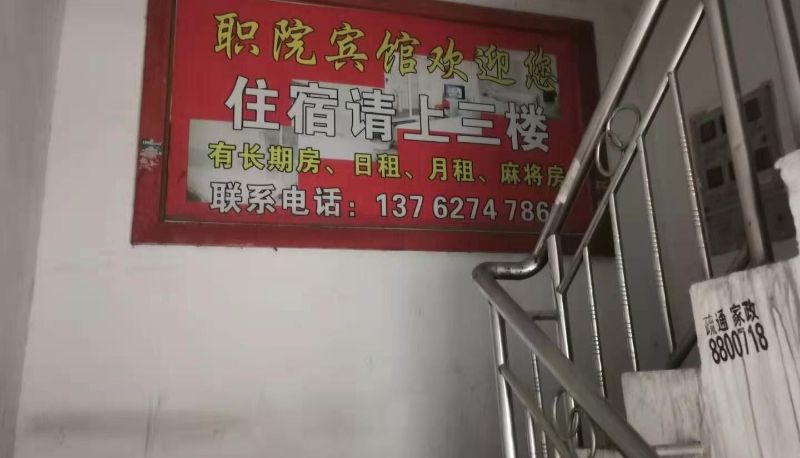 职院宾馆欢迎您
住宿请上三楼
有长期房、日租、月租、麻将房
联系电话：137 6274 786
疏通 家政
8800718